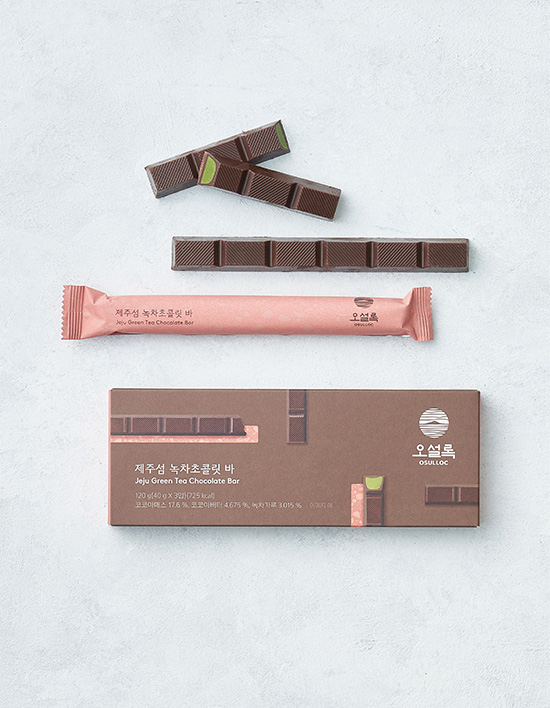 제주섬 녹차초콜릿 바
Jeju Green Tea Chocolate Bar
오설록
OSULLOC
오설록
OSULLOC
제주섬 녹차초콜릿 바
Jeju Green Tea Chocolate Bar
120 g(40 g X 3입)(725 kcal)
코코아매스 17.6 %, 코코아버터 4.675 %, 녹차가루 3.015 %